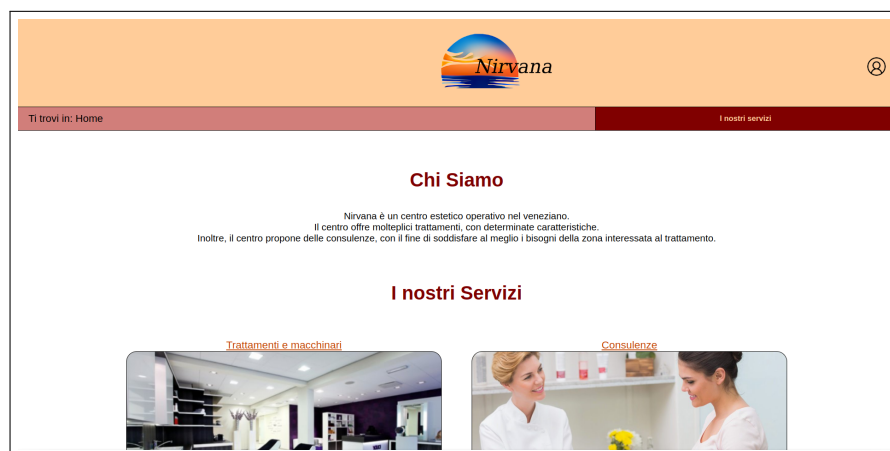 Nirvana
Ti trovi in: Home
I nostri servizi
Chi Siamo
Nirvana è un centro estetico operativo nel veneziano.
Il centro offre molteplici trattamenti, con determinate caratteristiche.
Inoltre, il centro propone delle consulenze, con il fine di soddisfare al meglio i bisogni della zona interessata al trattamento.
I nostri Servizi
Trattamenti e macchinari
Consulenze